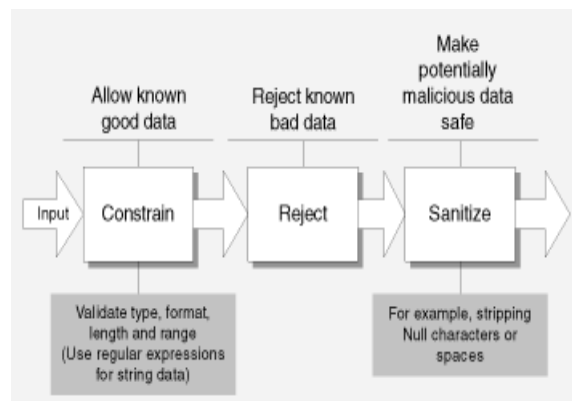 Allow known
good data
Reject known
bad data
Make
potentially
malicious data
safe
Input
Constrain
Reject
Sanitize
Validate type, format,
length and range
(Use regular expressions
for string data)
For example, stripping
Null characters or
spaces